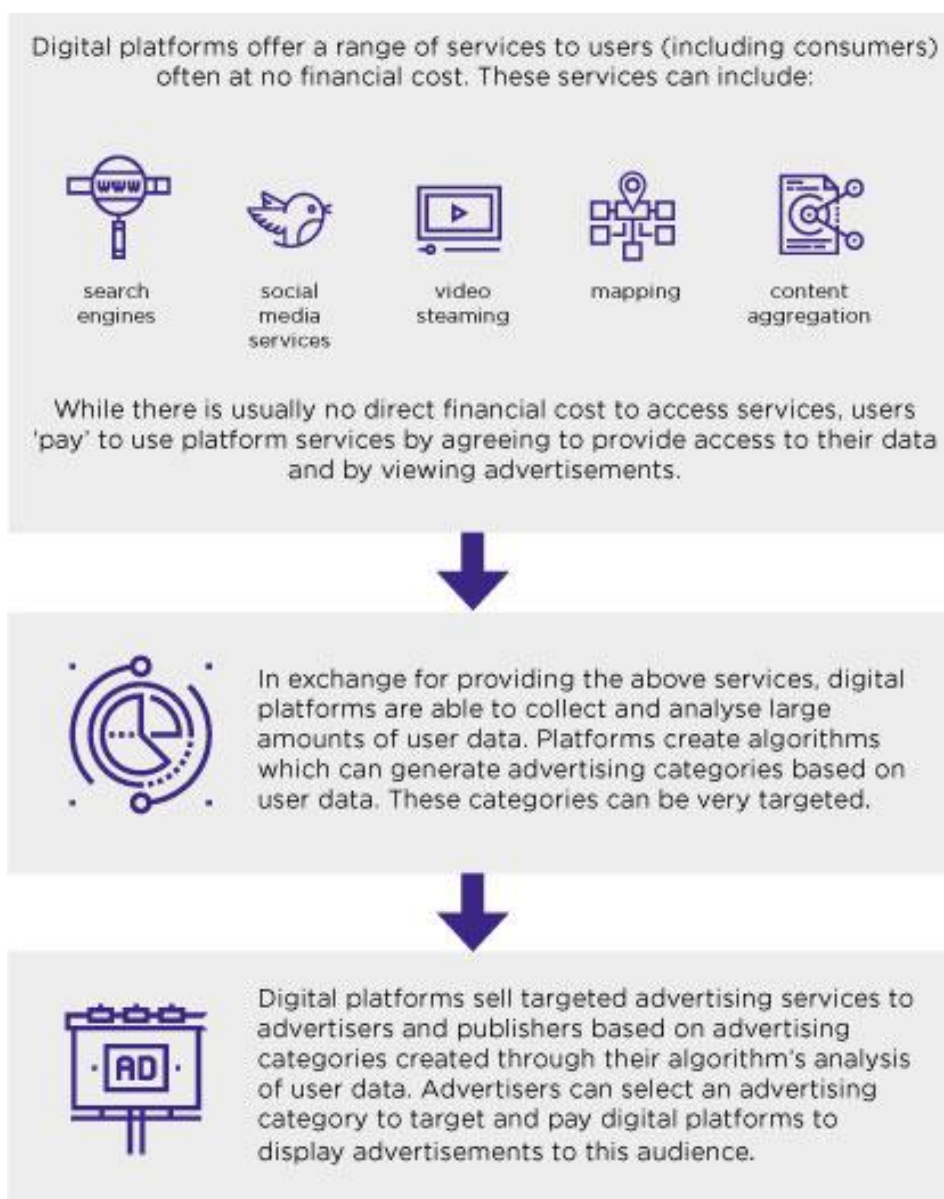 Digital platforms offer a range of services to users (including consumers)
often at no financial cost. These services can include:
www
search
engines
social
media
services
video
steaming
mapping
content
aggregation
While there is usually no direct financial cost to access services, users
'pay' to use platform services by agreeing to provide access to their data
and by viewing advertisements.
In exchange for providing the above services, digital
platforms are able to collect and analyse large
amounts of user data. Platforms create algorithms
which can generate advertising categories based on
user data. These categories can be very targeted.
Digital platforms sell targeted advertising services to
advertisers and publishers based on advertising
categories created through their algorithm's analysis
of user data. Advertisers can select an advertising
category to target and pay digital platforms to
display advertisements to this audience.
AD